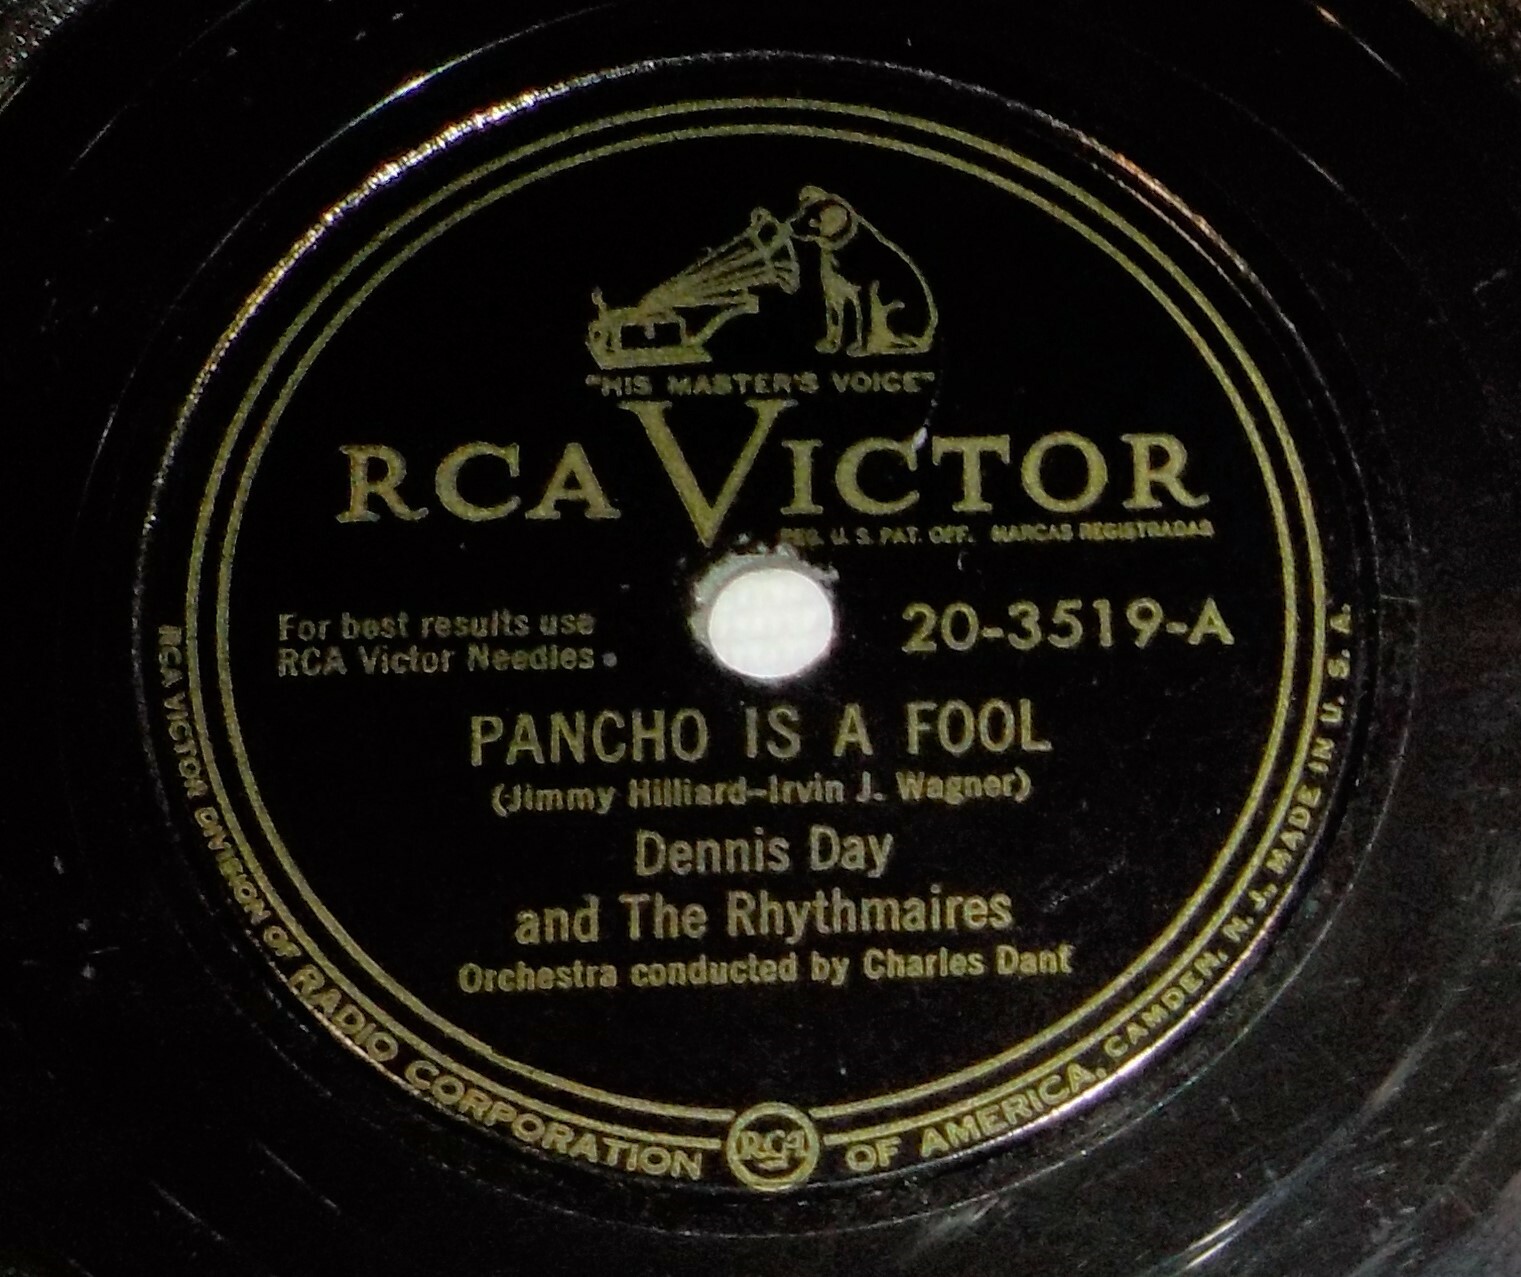 "HIS MASTER'S VOICE"
RCA VICTOR
REG. U. S. PAT. OFF. MARCAS REGISTRADAS
For best results use
RCA Victor Needles.
20-3519-A
PANCHO IS A FOOL
(Jimmy Hilliard-Irvin J. Wagner)
Dennis Day
and The Rhythmaires
Orchestra conducted by Charles Dant
RCA VICTOR DIVISION OF RADIO CORPORATION OF AMERICA, CAMDEN, N. J. MADE IN U. S. A.
RCA